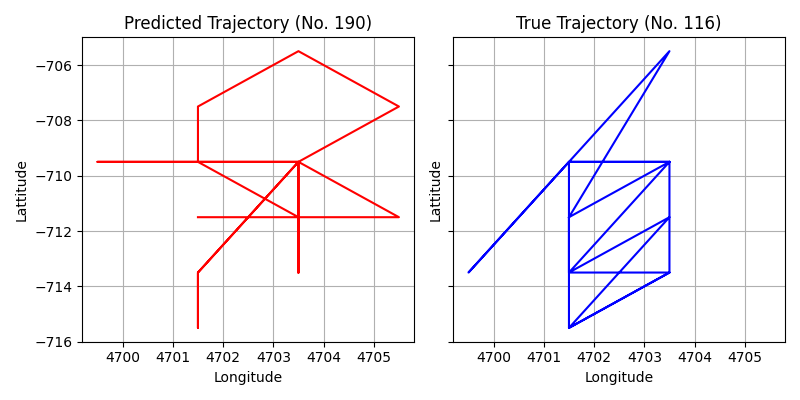 Predicted Trajectory (No. 190)
True Trajectory (No. 116)
−706
−708
−710
−712
−714
−716
Lattitude
Lattitude
4700 4701 4702 4703 4704 4705
4700 4701 4702 4703 4704 4705
Longitude
Longitude